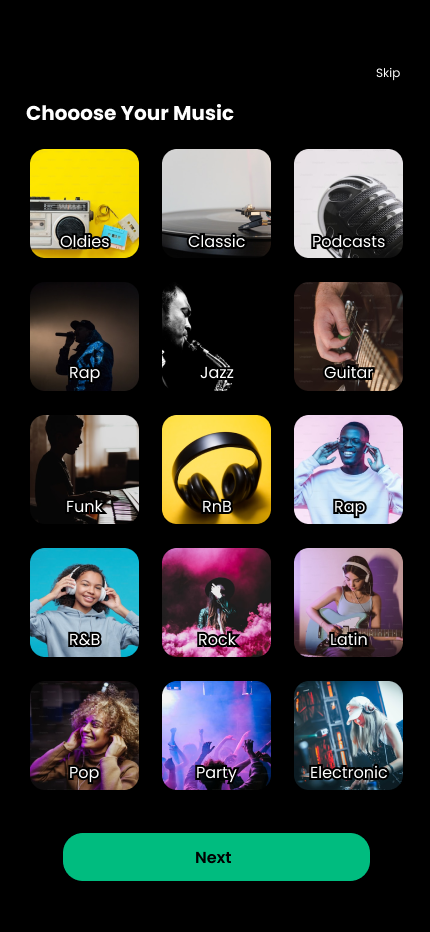 Skip
Chooose Your Music
Oldies
Classic
Podcasts
Rap
Jazz
Guitar
Funk
RnB
Rap
R&B
Rock
Latin
Pop
Party
Electronic
Next